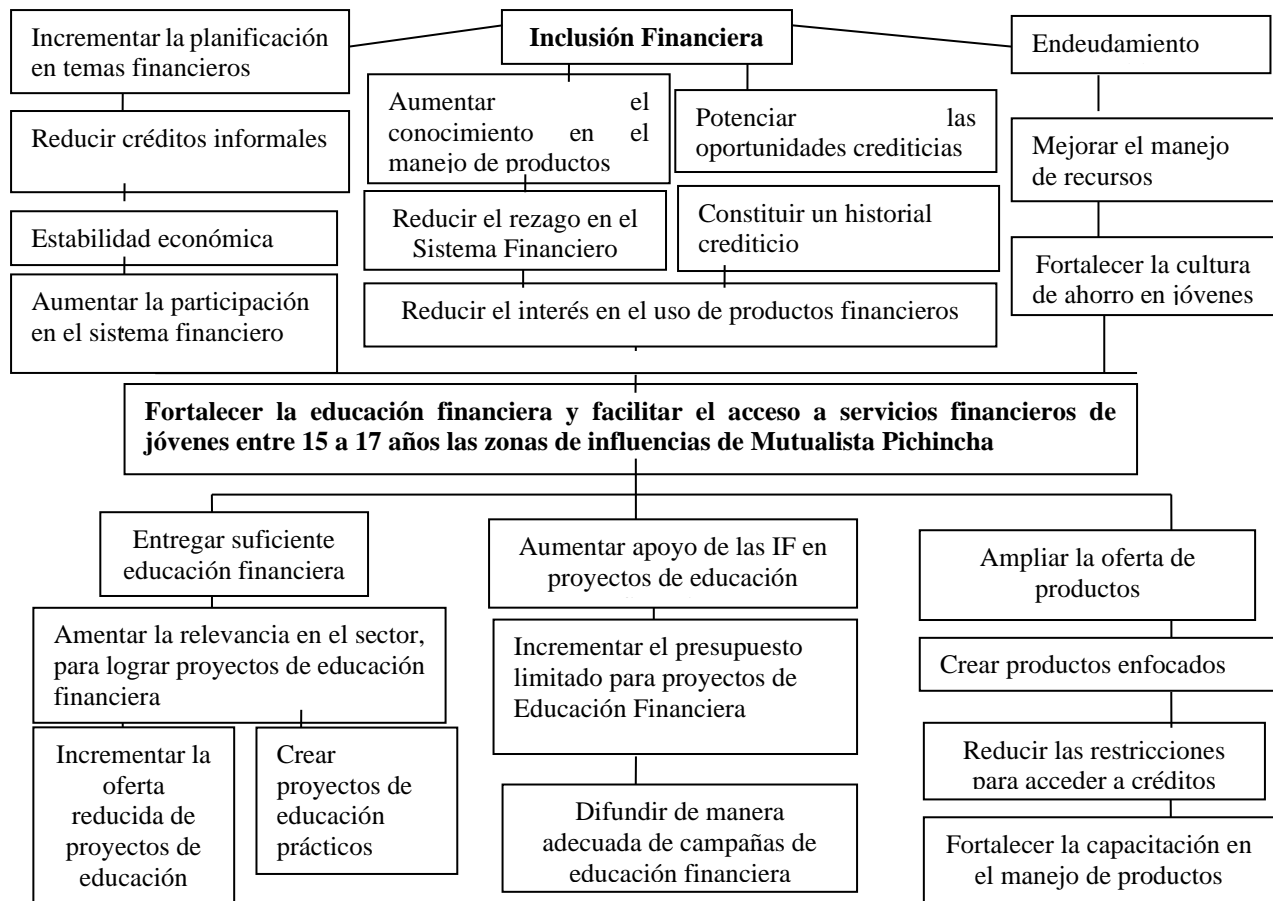 Incrementar la planificación
en temas financieros
Inclusión Financiera
Endeudamiento
Reducir créditos informales
Aumentar el
conocimiento en el
manejo de productos
Potenciar las
oportunidades crediticias
Mejorar el manejo
de recursos
Estabilidad económica
Reducir el rezago en el
Sistema Financiero
Constituir un historial
crediticio
Fortalecer la cultura
de ahorro en jóvenes
Aumentar la participación
en el sistema financiero
Reducir el interés en el uso de productos financieros
Fortalecer la educación financiera y facilitar el acceso a servicios financieros de
jóvenes entre 15 a 17 años las zonas de influencias de Mutualista Pichincha
Entregar suficiente
educación financiera
Aumentar apoyo de las IF en
proyectos de educación
Ampliar la oferta de
productos
Amentar la relevancia en el sector,
para lograr proyectos de educación
financiera
Incrementar el presupuesto
limitado para proyectos de
Educación Financiera
Crear productos enfocados
Incrementar la
oferta
reducida de
proyectos de
educación
Crear
proyectos de
educación
prácticos
Difundir de manera
adecuada de campañas de
educación financiera
Reducir las restricciones
para acceder a créditos
Fortalecer la capacitación en
el manejo de productos